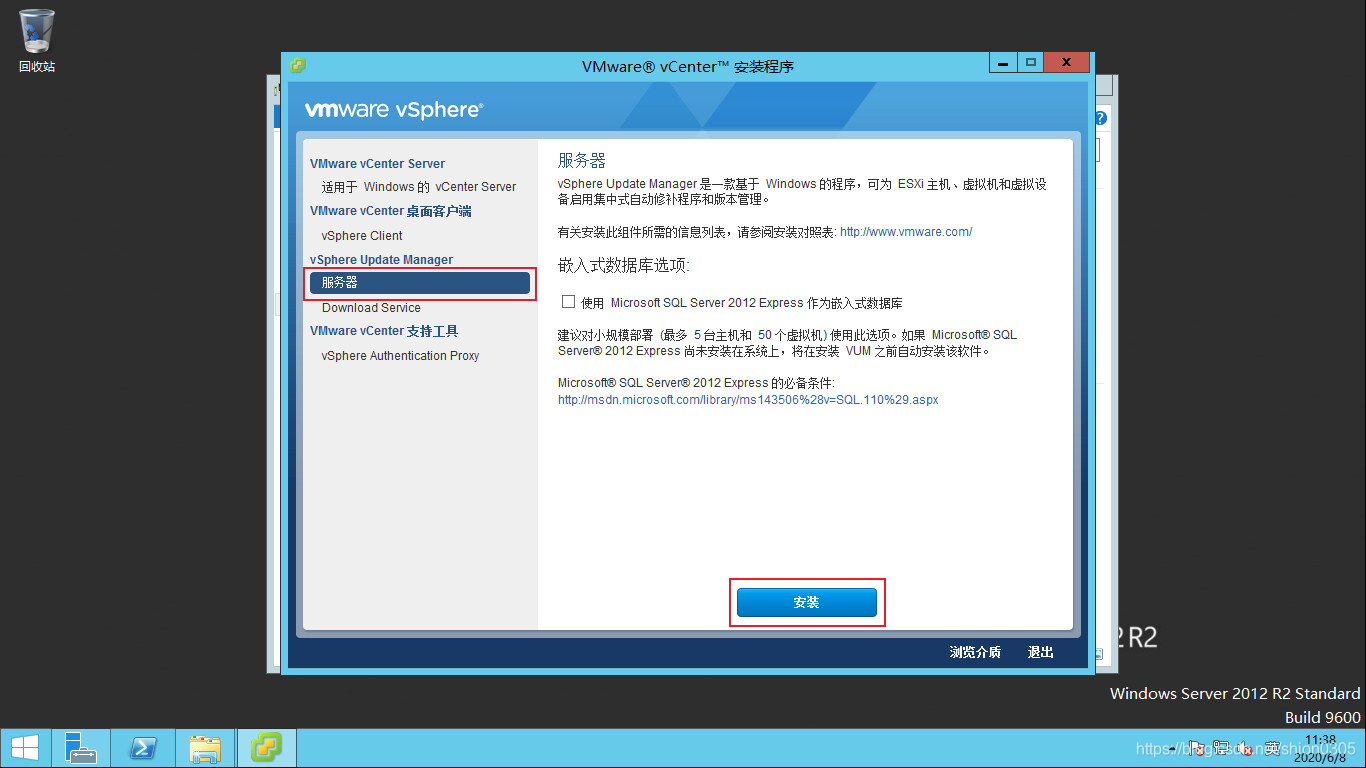 回收站
VMware® vCenter™ 安装程序
vmware vSphere®
VMware vCenter Server
适用于 Windows 的 vCenter Server
VMware vCenter 桌面客户端
vSphere Client
vSphere Update Manager
服务器
Download Service
VMware vCenter 支持工具
vSphere Authentication Proxy
服务器
vSphere Update Manager 是一款基于 Windows 的程序，可为 ESXi 主机、虚拟机和虚拟设
备启用集中式自动修补程序和版本管理。
有关安装此组件所需的信息列表，请参阅安装对照表: http://www.vmware.com/
嵌入式数据库选项:
使用 Microsoft SQL Server 2012 Express 作为嵌入式数据库
建议对小规模部署 (最多 5 台主机和 50 个虚拟机) 使用此选项。如果 Microsoft® SQL
Server® 2012 Express 尚未安装在系统上，将在安装 VUM 之前自动安装该软件。
Microsoft® SQL Server® 2012 Express 的必备条件:
http://msdn.microsoft.com/library/ms143506%28v=SQL.110%29.aspx
安装
浏览介质 退出
2 R2
Windows Server 2012 R2 Standard
Build 9600
英
11:38
2020/6/8
https://blog.csdn.net/shion0305